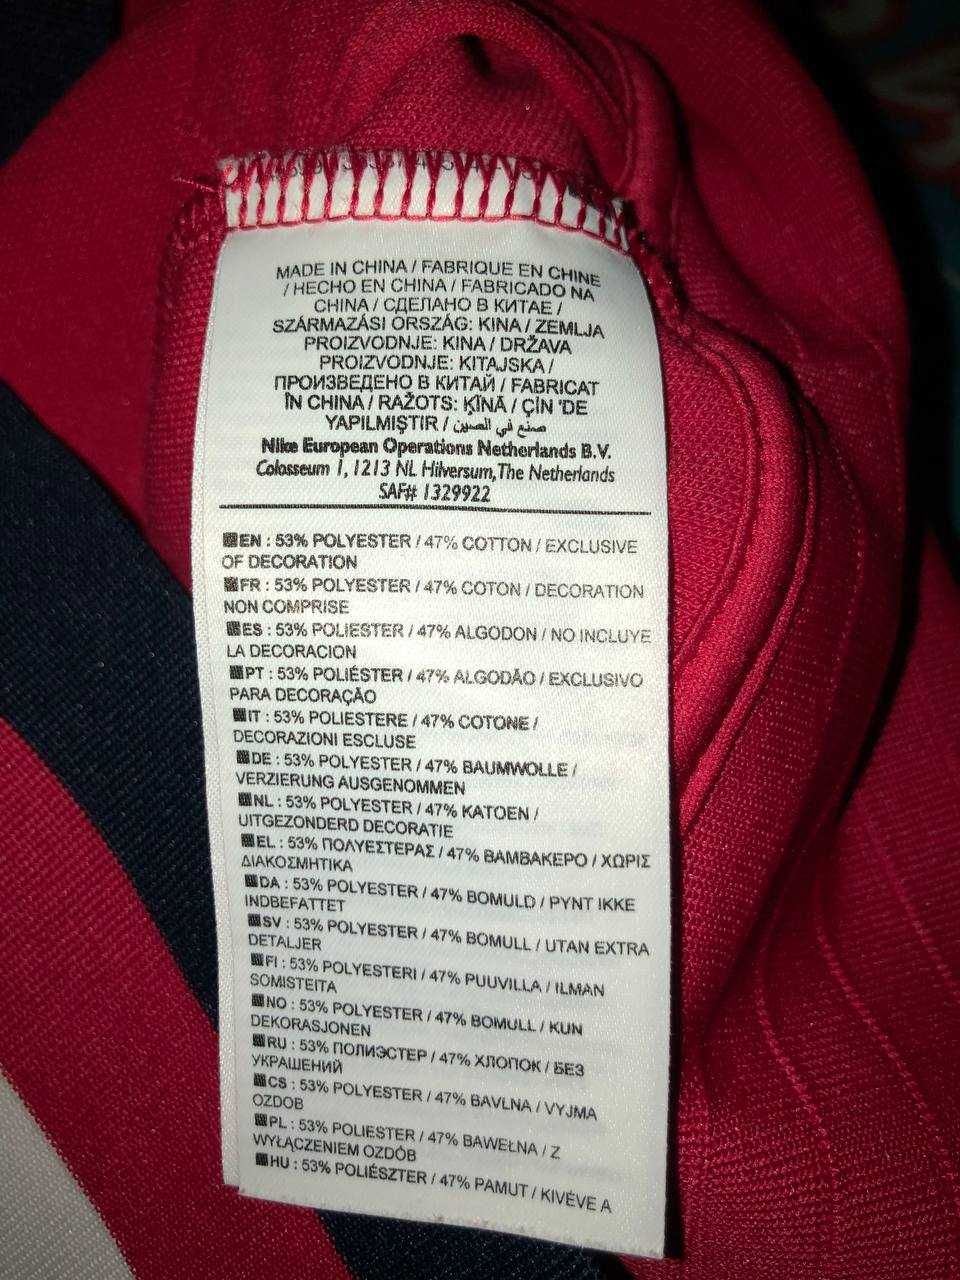 MADE IN CHINA / FABRIQUE EN CHINE
/ HECHO EN CHINA / FABRICADO NA
CHINA / СДЕЛАНО В КИТАЕ /
SZÁRMAZÁSI ORSZÁG: KINA / ZEMLJA
PROIZVODNJE: KINA / DRŽAVA
PROIZVODNJE: KITAJSKA /
ПРОИЗВЕДЕНО В КИТАЙ / FABRICAT
ÎN CHINA / RAŽOTS: ĶĪNĀ / ÇİN 'DE
YAPILMIŞTIR / صنع في الصين
Nike European Operations Netherlands B.V.
Colosseum 1, 1213 NL Hilversum, The Netherlands
SAF# 1329922
EN : 53% POLYESTER / 47% COTTON / EXCLUSIVE
OF DECORATION
FR : 53% POLYESTER / 47% COTON / DECORATION
NON COMPRISE
ES : 53% POLIESTER / 47% ALGODON / NO INCLUYE
LA DECORACION
PT : 53% POLIÉSTER / 47% ALGODÃO / EXCLUSIVO
PARA DECORAÇÃO
IT : 53% POLIESTERE / 47% COTONE /
DECORAZIONI ESCLUSE
DE : 53% POLYESTER / 47% BAUMWOLLE /
VERZIERUNG AUSGENOMMEN
NL : 53% POLYESTER / 47% KATOEN /
UITGEZONDERD DECORATIE
EL : 53% ΠΟΛΥΕΣΤΕΡΑΣ / 47% ΒΑΜΒΑΚΕΡΟ / ΧΩΡΙΣ
ΔΙΑΚΟΣΜΗΤΙΚΑ
DA : 53% POLYESTER / 47% BOMULD / PYNT IKKE
INDBEFATTET
SV : 53% POLYESTER / 47% BOMULL / UTAN EXTRA
DETALJER
FI : 53% POLYESTERI / 47% PUUVILLA / ILMAN
SOMISTEITA
NO : 53% POLYESTER / 47% BOMULL / KUN
DEKORASJONEN
RU : 53% ПОЛИЭСТЕР / 47% ХЛОПОК / БЕЗ
УКРАШЕНИЙ
CS : 53% POLYESTER / 47% BAVLNA / VYJMA
OZDOB
PL : 53% POLIESTER / 47% BAWEŁNA / Z
WYŁĄCZENIEM OZDÓB
HU : 53% POLIÉSZTER / 47% PAMUT / KIVÉVE A